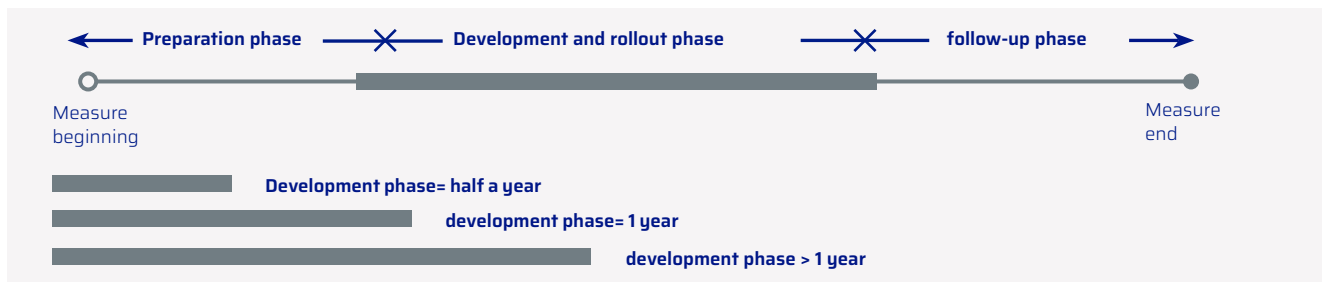 Preparation phase
Development and rollout phase
follow-up phase
Measure
beginning
Measure
end
Development phase= half a year
development phase= 1 year
development phase > 1 year